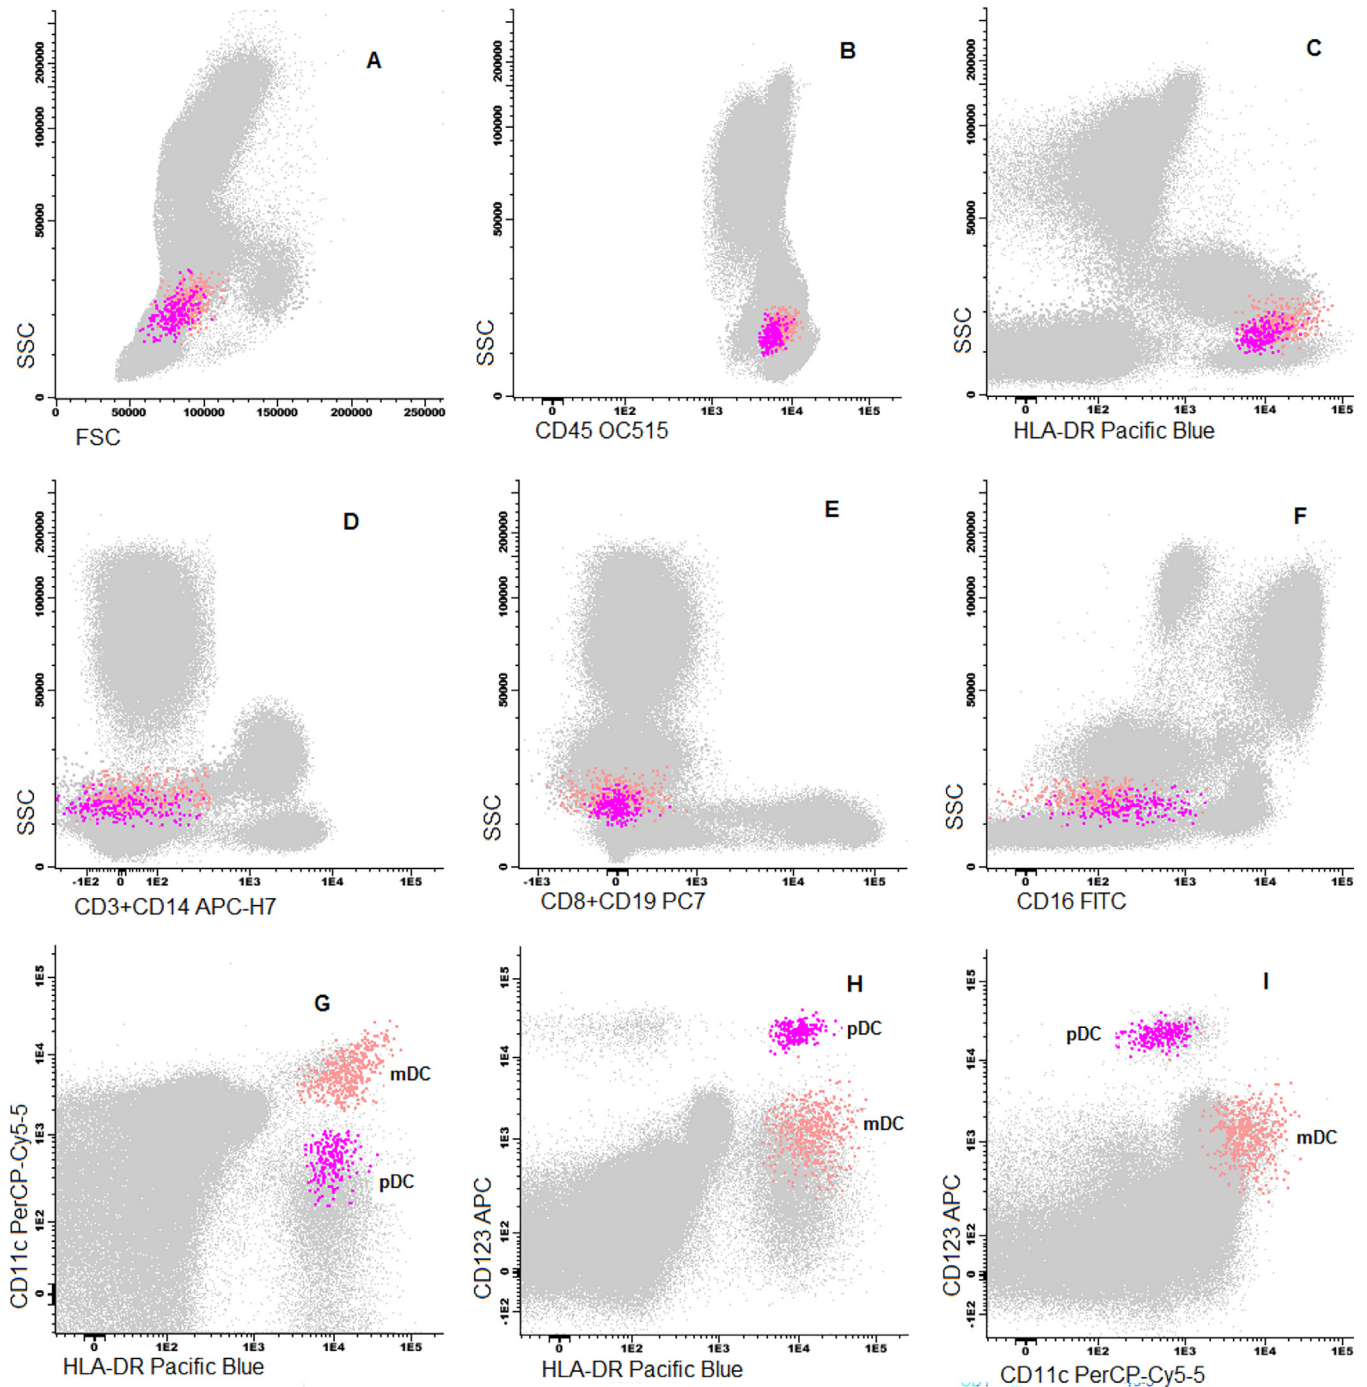 A
SSC
200000
100000
50000
0
0 50000 100000 150000 200000 250000
FSC
B
SSC
200000
100000
50000
0
0 1E2 1E3 1E4 1E5
CD45 OC515
C
SSC
200000
100000
50000
0
0 1E2 1E3 1E4 1E5
HLA-DR Pacific Blue
D
SSC
200000
100000
50000
0
-1E2 0 1E2 1E3 1E4 1E5
CD3+CD14 APC-H7
E
SSC
200000
100000
50000
0
-1E3 0 1E3 1E4 1E5
CD8+CD19 PC7
F
SSC
200000
100000
50000
0
0 1E2 1E3 1E4 1E5
CD16 FITC
G
CD11c PerCP-Cy5-5
1E5
1E4
1E3
1E2
0
mDC
pDC
0 1E2 1E3 1E4 1E5
HLA-DR Pacific Blue
H
CD123 APC
1E5
1E4
1E3
1E2
0
-1E2
pDC
mDC
0 1E2 1E3 1E4 1E5
HLA-DR Pacific Blue
I
CD123 APC
1E5
1E4
1E3
1E2
0
-1E2
pDC
mDC
0 1E2 1E3 1E4 1E5
CD11c PerCP-Cy5-5